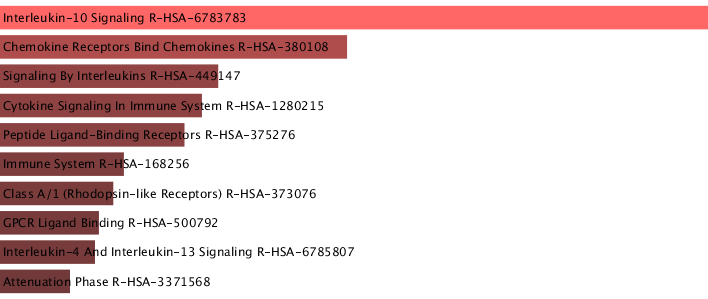 Interleukin-10 Signaling R-HSA-6783783
Chemokine Receptors Bind Chemokines R-HSA-380108
Signaling By Interleukins R-HSA-449147
Cytokine Signaling In Immune System R-HSA-1280215
Peptide Ligand-Binding Receptors R-HSA-375276
Immune System R-HSA-168256
Class A/1 (Rhodopsin-like Receptors) R-HSA-373076
GPCR Ligand Binding R-HSA-500792
Interleukin-4 And Interleukin-13 Signaling R-HSA-6785807
Attenuation Phase R-HSA-3371568